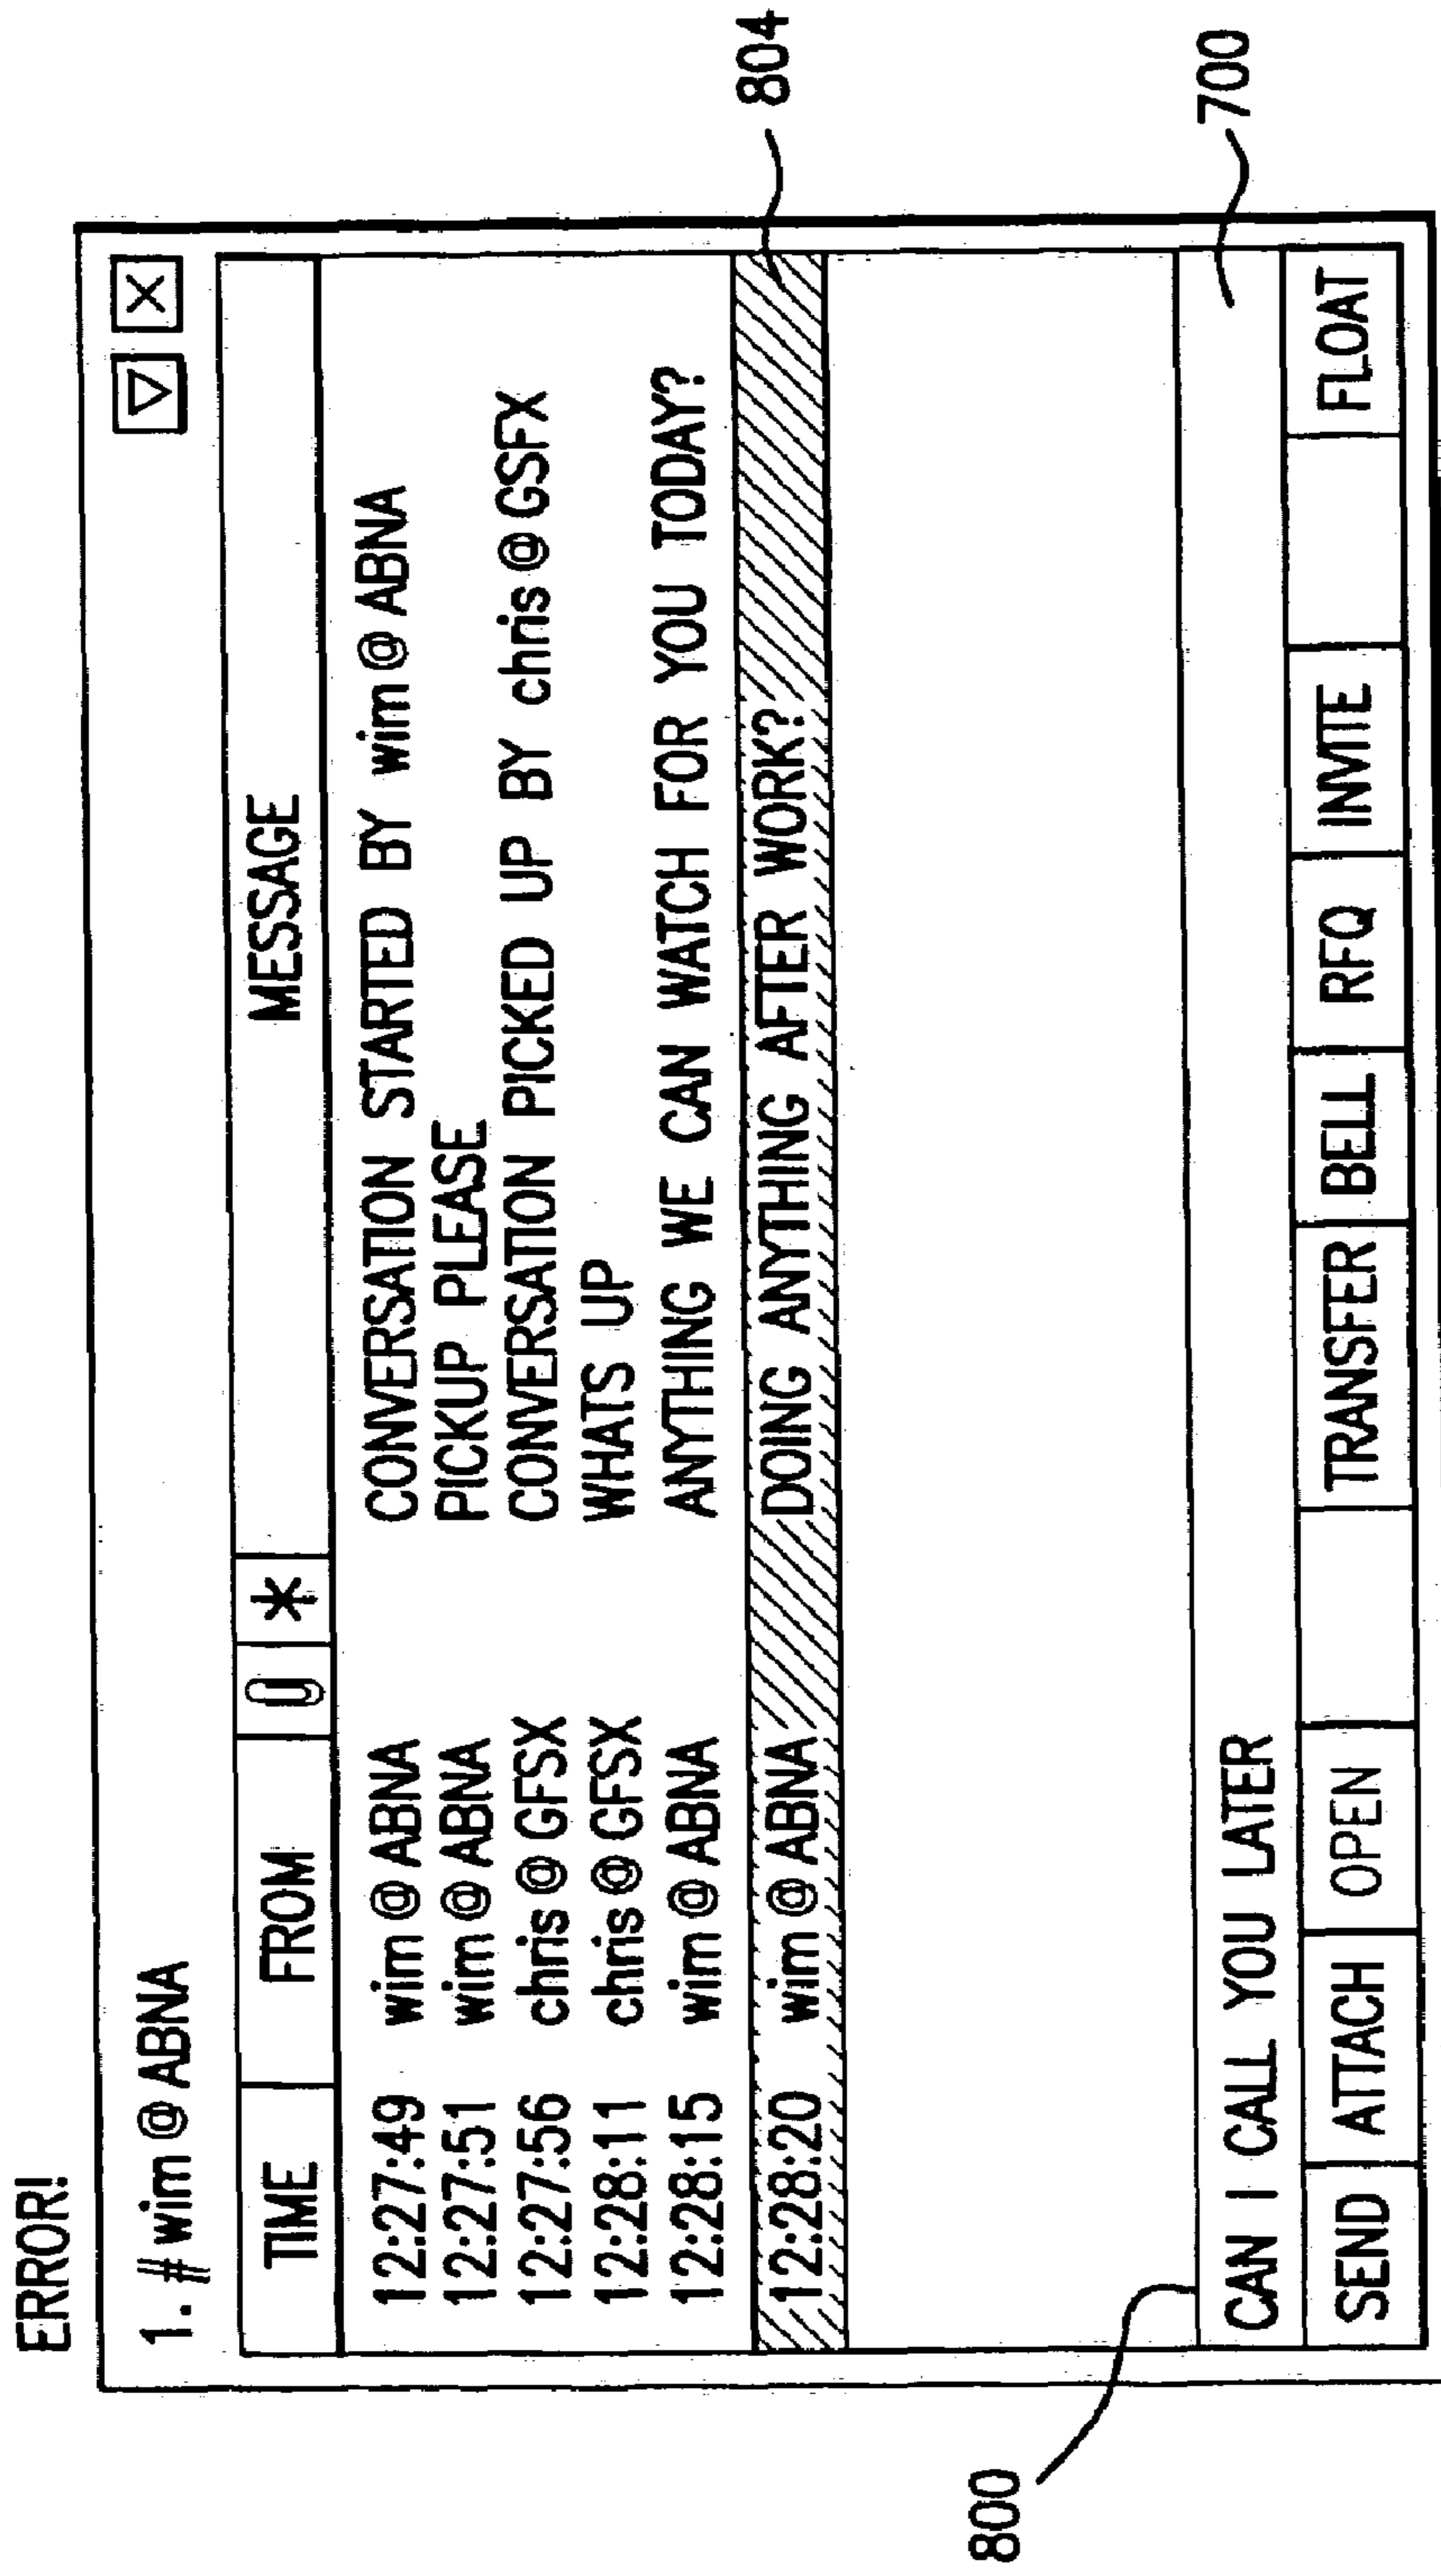 ERROR!
1. # wim @ ABNA
TIME FROM * MESSAGE
12:27:49 wim @ ABNA CONVERSATION STARTED BY wim @ ABNA
12:27:51 wim @ ABNA PICKUP PLEASE
12:27:56 chris @ GFSX CONVERSATION PICKED UP BY chris @ GSFX
12:28:11 chris @ GFSX WHATS UP
12:28:15 wim @ ABNA ANYTHING WE CAN WATCH FOR YOU TODAY?
12:28:20 wim @ ABNA DOING ANYTHING AFTER WORK?
804
800
CAN I CALL YOU LATER
700
SEND ATTACH OPEN TRANSFER BELL RFQ INVITE FLOAT